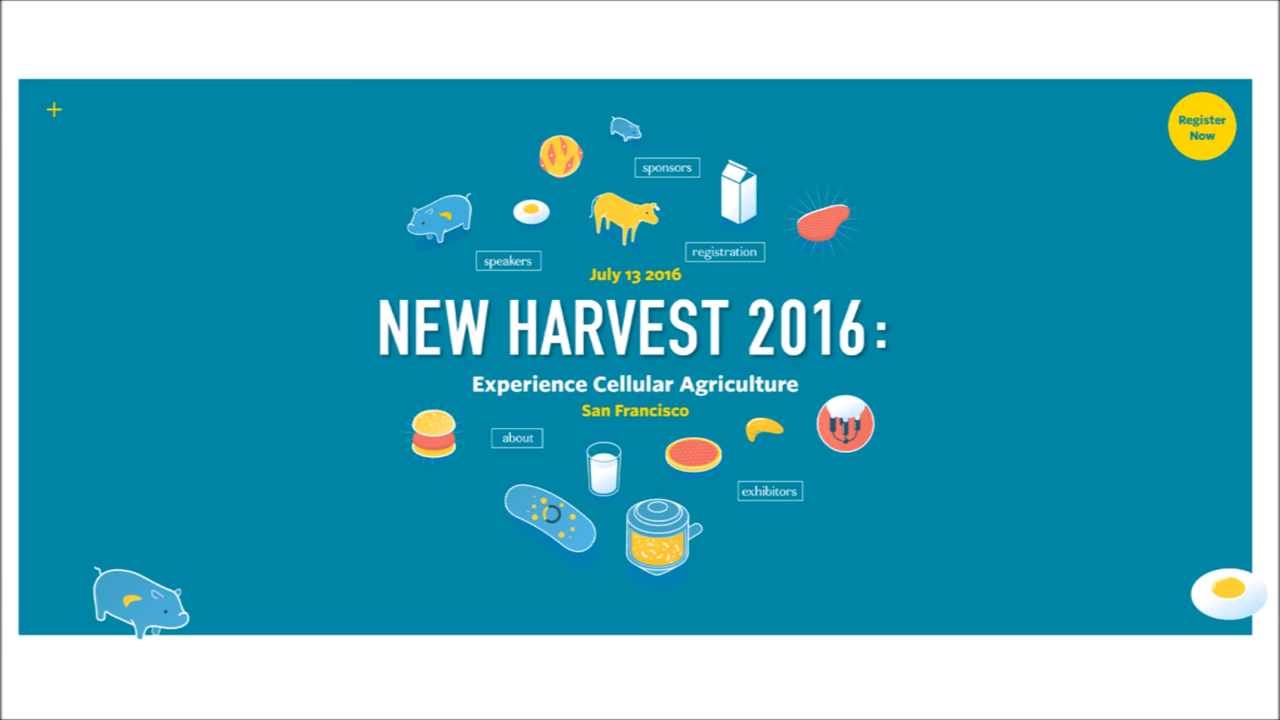 +
Register
Now
sponsors
registration
speakers
July 13 2016
NEW HARVEST 2016:
Experience Cellular Agriculture
San Francisco
about
exhibitors